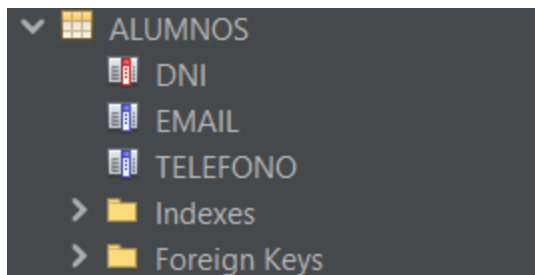 ALUMNOS
DNI
EMAIL
TELEFONO
Indexes
Foreign Keys